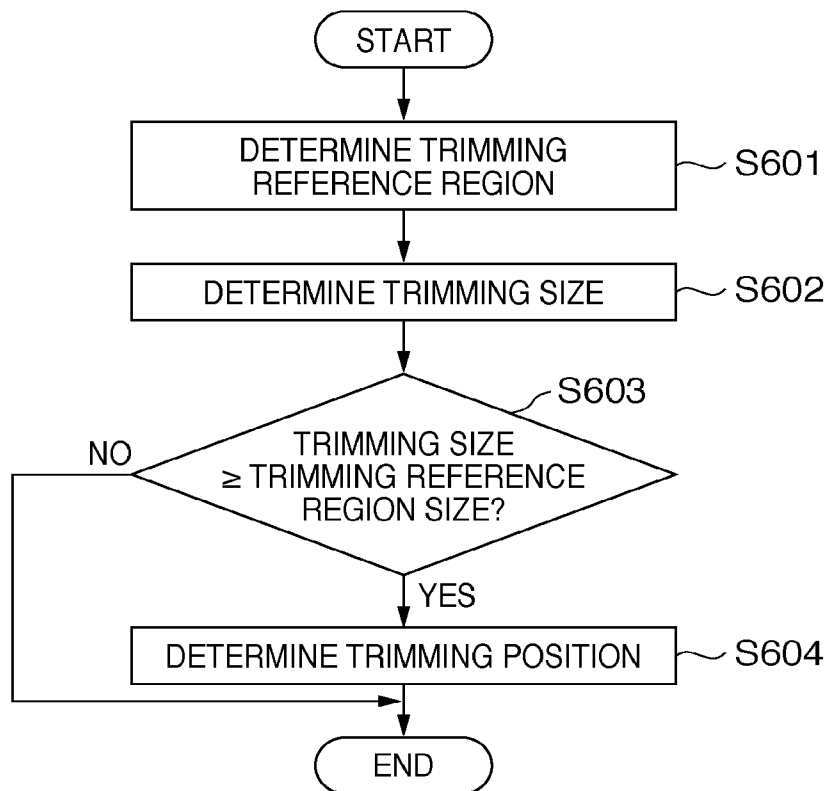 START
DETERMINE TRIMMING
REFERENCE REGION
S601
DETERMINE TRIMMING SIZE
S602
S603
TRIMMING SIZE
≥ TRIMMING REFERENCE
REGION SIZE?
NO
YES
DETERMINE TRIMMING POSITION
S604
END